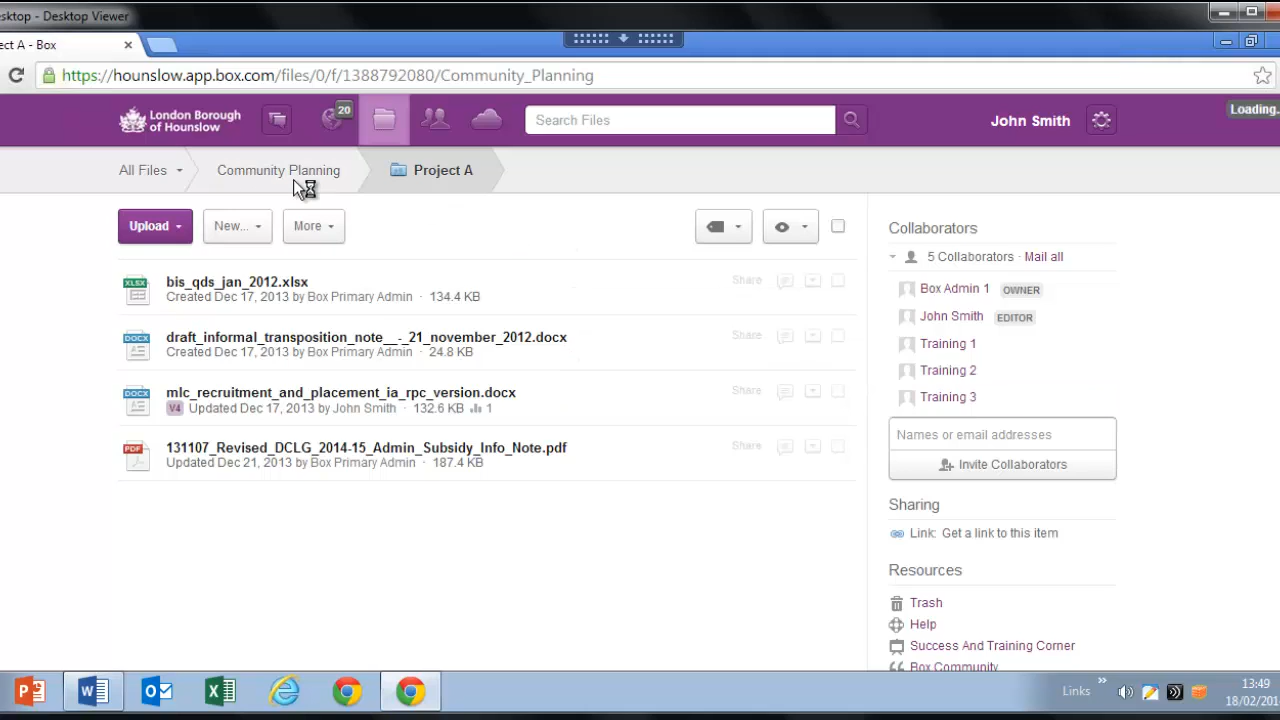 sktop - Desktop Viewer
ect A - Box
https://hounslow.app.box.com/files/0/f/1388792080/Community_Planning
London Borough
of Hounslow
20
Search Files
John Smith
Loading.
All Files
Community Planning
Project A
Upload
New...
More
bis_qds_jan_2012.xlsx
Created Dec 17, 2013 by Box Primary Admin · 134.4 KB
Share
draft_informal_transposition_note__-_21_november_2012.docx
Created Dec 17, 2013 by Box Primary Admin · 24.8 KB
Share
mlc_recruitment_and_placement_ia_rpc_version.docx
V4 Updated Dec 17, 2013 by John Smith · 132.6 KB 1
Share
131107_Revised_DCLG_2014-15_Admin_Subsidy_Info_Note.pdf
Updated Dec 21, 2013 by Box Primary Admin · 187.4 KB
Share
XLSX
DOCX
DOCX
PDF
Collaborators
5 Collaborators · Mail all
Box Admin 1 OWNER
John Smith EDITOR
Training 1
Training 2
Training 3
Names or email addresses
Invite Collaborators
Sharing
Link: Get a link to this item
Resources
Trash
Help
Success And Training Corner
Box Community
Links
13:49
18/02/201